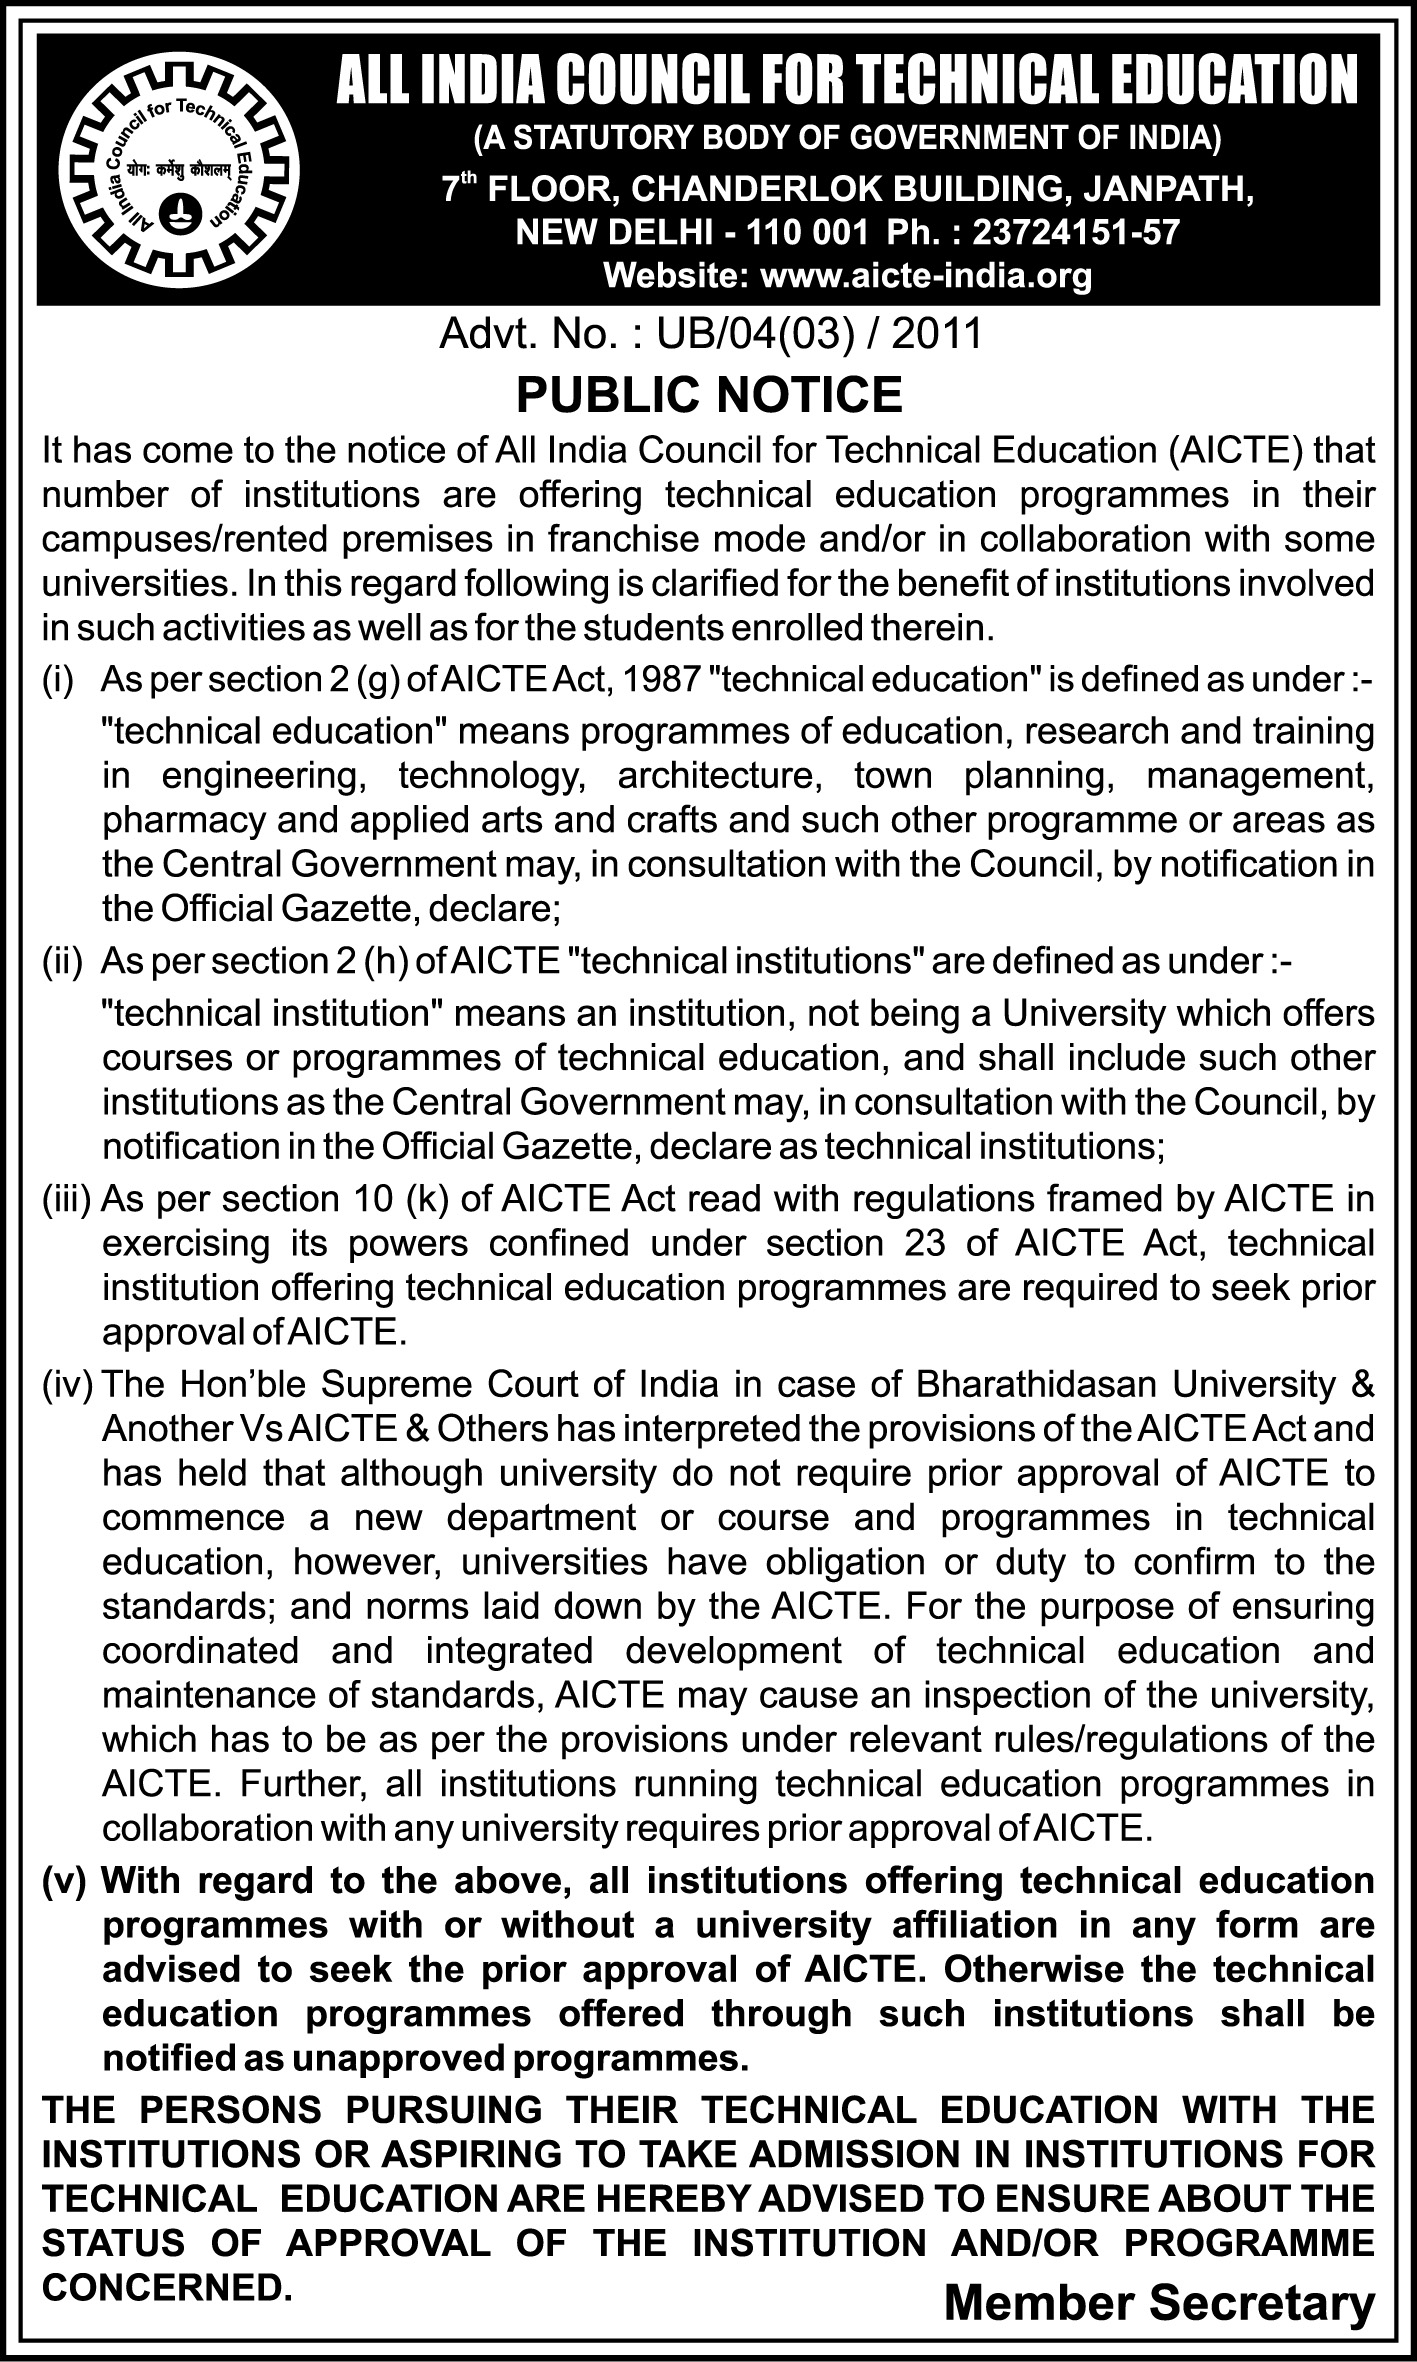 All India Council for Technical Education
योगः कर्मेशु कौशलम्
ALL INDIA COUNCIL FOR TECHNICAL EDUCATION
(A STATUTORY BODY OF GOVERNMENT OF INDIA)
7th FLOOR, CHANDERLOK BUILDING, JANPATH,
NEW DELHI - 110 001 Ph. : 23724151-57
Website: www.aicte-india.org
Advt. No. : UB/04(03) / 2011
PUBLIC NOTICE
It has come to the notice of All India Council for Technical Education (AICTE) that
number of institutions are offering technical education programmes in their
campuses/rented premises in franchise mode and/or in collaboration with some
universities. In this regard following is clarified for the benefit of institutions involved
in such activities as well as for the students enrolled therein.
(i) As per section 2 (g) of AICTE Act, 1987 "technical education" is defined as under :-
"technical education" means programmes of education, research and training
in engineering, technology, architecture, town planning, management,
pharmacy and applied arts and crafts and such other programme or areas as
the Central Government may, in consultation with the Council, by notification in
the Official Gazette, declare;
(ii) As per section 2 (h) of AICTE "technical institutions" are defined as under :-
"technical institution" means an institution, not being a University which offers
courses or programmes of technical education, and shall include such other
institutions as the Central Government may, in consultation with the Council, by
notification in the Official Gazette, declare as technical institutions;
(iii) As per section 10 (k) of AICTE Act read with regulations framed by AICTE in
exercising its powers confined under section 23 of AICTE Act, technical
institution offering technical education programmes are required to seek prior
approval of AICTE.
(iv) The Hon’ble Supreme Court of India in case of Bharathidasan University &
Another Vs AICTE & Others has interpreted the provisions of the AICTE Act and
has held that although university do not require prior approval of AICTE to
commence a new department or course and programmes in technical
education, however, universities have obligation or duty to confirm to the
standards; and norms laid down by the AICTE. For the purpose of ensuring
coordinated and integrated development of technical education and
maintenance of standards, AICTE may cause an inspection of the university,
which has to be as per the provisions under relevant rules/regulations of the
AICTE. Further, all institutions running technical education programmes in
collaboration with any university requires prior approval of AICTE.
(v) With regard to the above, all institutions offering technical education
programmes with or without a university affiliation in any form are
advised to seek the prior approval of AICTE. Otherwise the technical
education programmes offered through such institutions shall be
notified as unapproved programmes.
THE PERSONS PURSUING THEIR TECHNICAL EDUCATION WITH THE
INSTITUTIONS OR ASPIRING TO TAKE ADMISSION IN INSTITUTIONS FOR
TECHNICAL EDUCATION ARE HEREBY ADVISED TO ENSURE ABOUT THE
STATUS OF APPROVAL OF THE INSTITUTION AND/OR PROGRAMME
CONCERNED.
Member Secretary